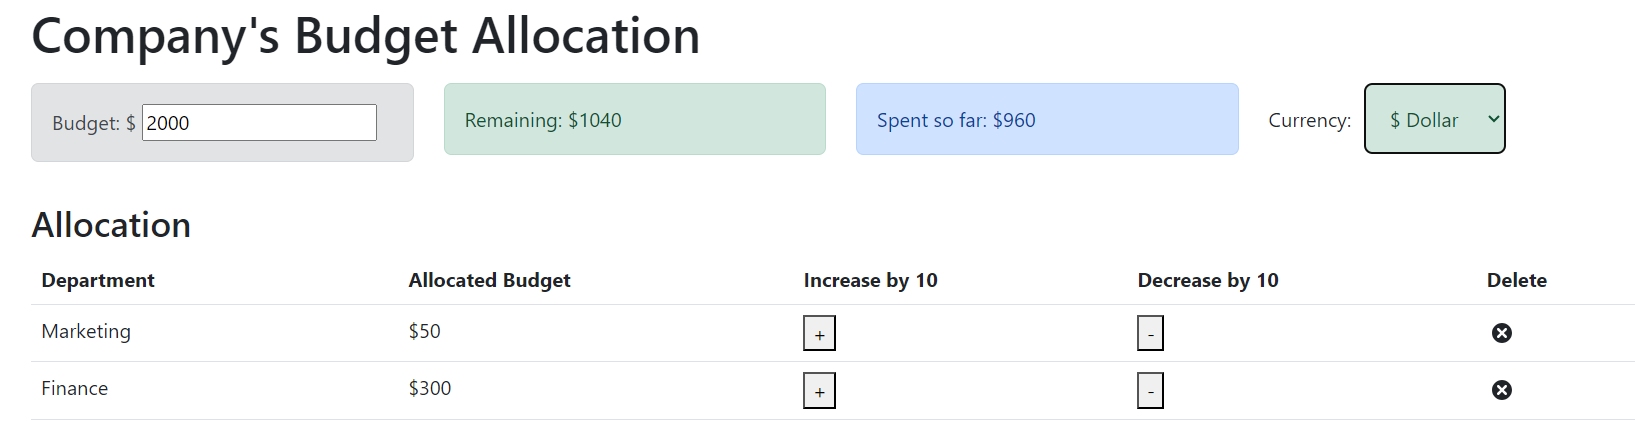 Company's Budget Allocation
Budget: $ 2000 Remaining: $1040 Spent so far: $960 Currency: $ Dollar
Allocation
Department Allocated Budget Increase by 10 Decrease by 10 Delete
Marketing $50 + -
Finance $300 + -